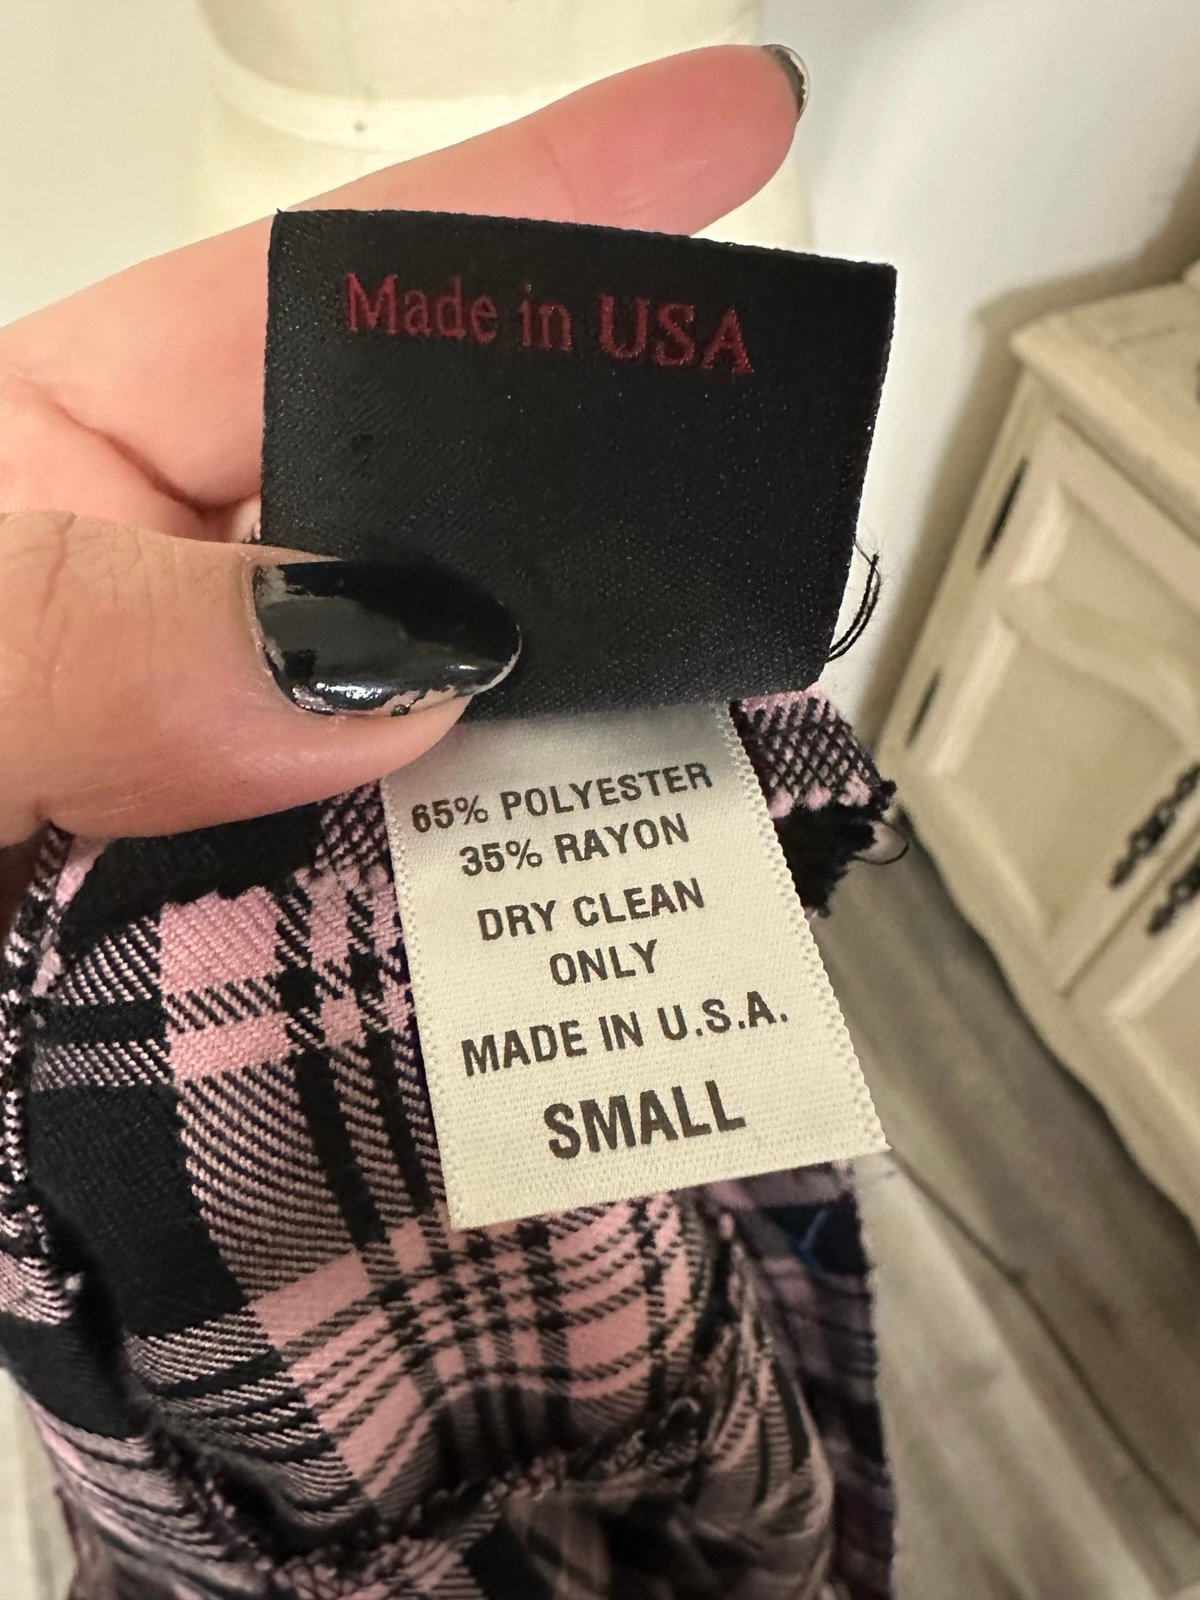 Made in USA
65% POLYESTER
35% RAYON
DRY CLEAN
ONLY
MADE IN U.S.A.
SMALL